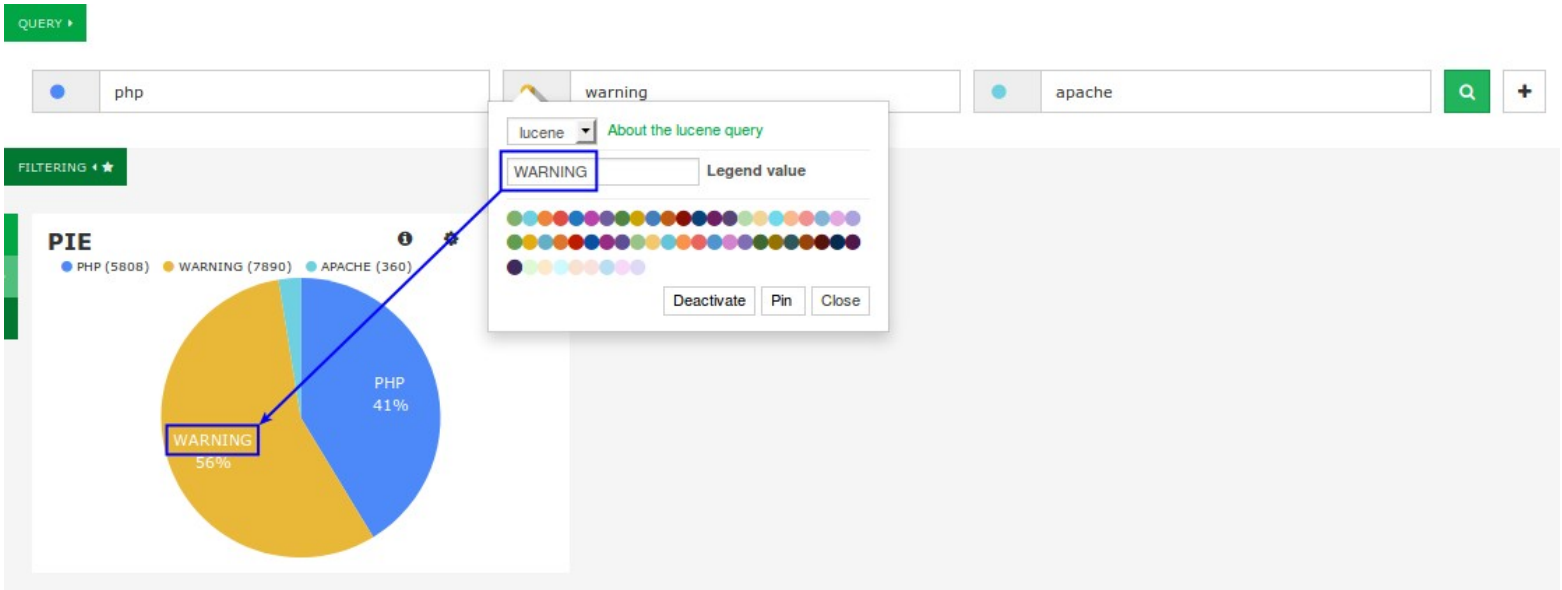 QUERY
php
warning
apache
lucene
About the lucene query
FILTERING
WARNING
Legend value
PIE
PHP (5808)
WARNING (7890)
APACHE (360)
Deactivate
Pin
Close
PHP
41%
WARNING
56%